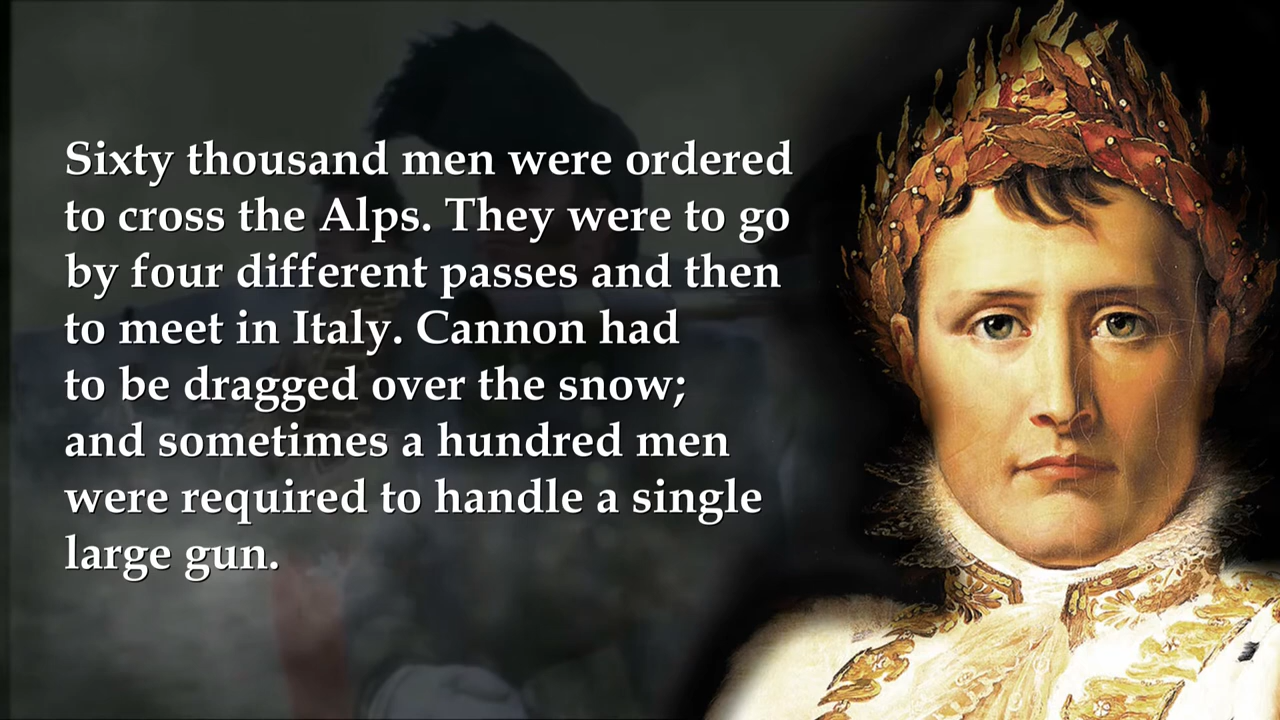 Sixty thousand men were ordered
to cross the Alps. They were to go
by four different passes and then
to meet in Italy. Cannon had
to be dragged over the snow;
and sometimes a hundred men
were required to handle a single
large gun.